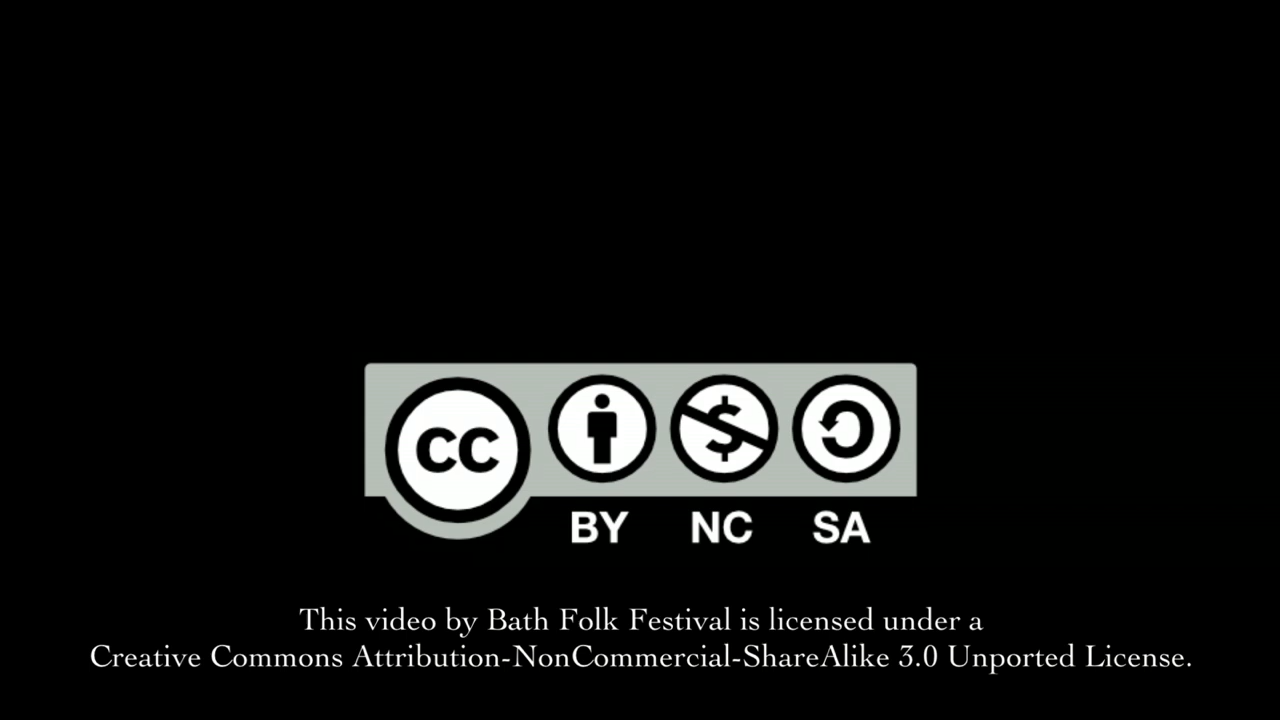 CC
BY NC SA
This video by Bath Folk Festival is licensed under a
Creative Commons Attribution-NonCommercial-ShareAlike 3.0 Unported License.